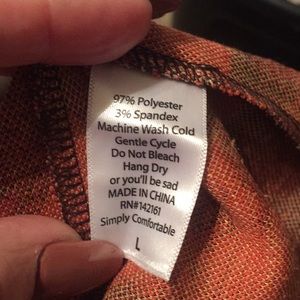 97% Polyester
3% Spandex
Machine Wash Cold
Gentle Cycle
Do Not Bleach
Hang Dry
or you'll be sad
MADE IN CHINA
RN#142161
Simply Comfortable
L